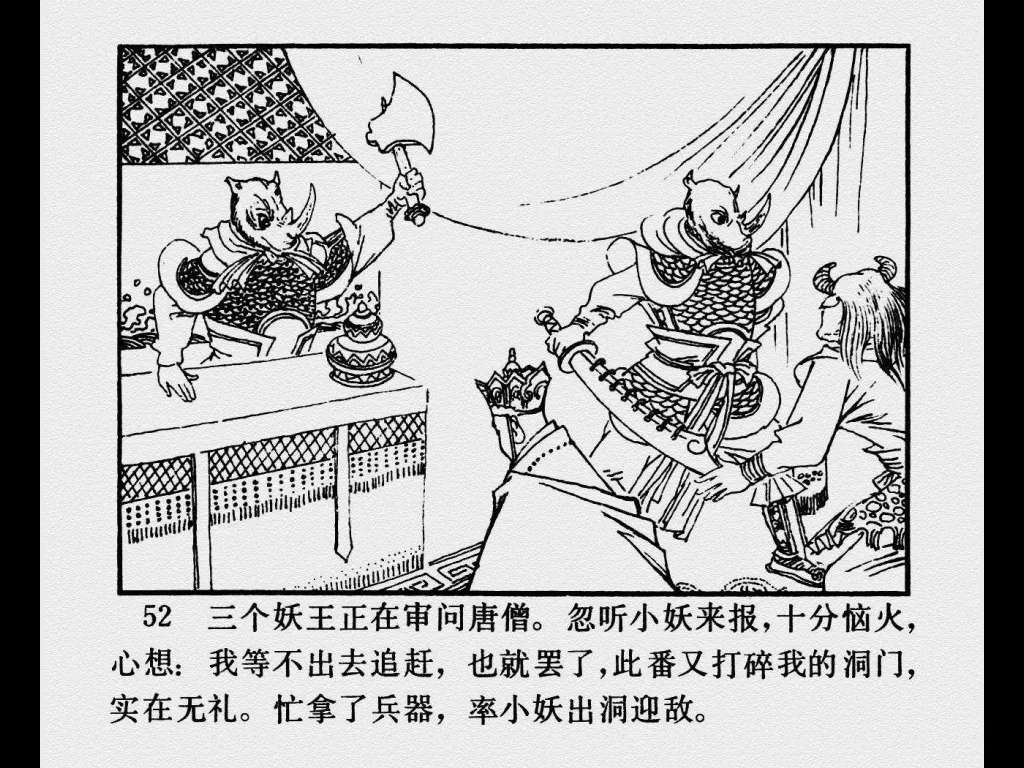 52 三个妖王正在审问唐僧。忽听小妖来报,十分恼火,
心想:我等不出去追赶,也就罢了,此番又打碎我的洞门,
实在无礼。忙拿了兵器,率小妖出洞迎敌。